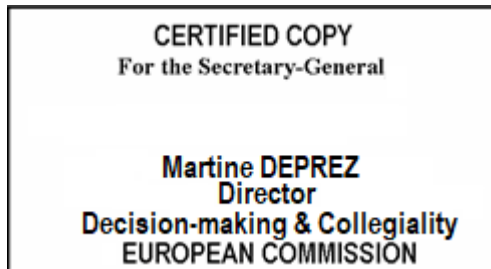 CERTIFIED COPY
For the Secretary-General
Martine DEPREZ
Director
Decision-making & Collegiality
EUROPEAN COMMISSION